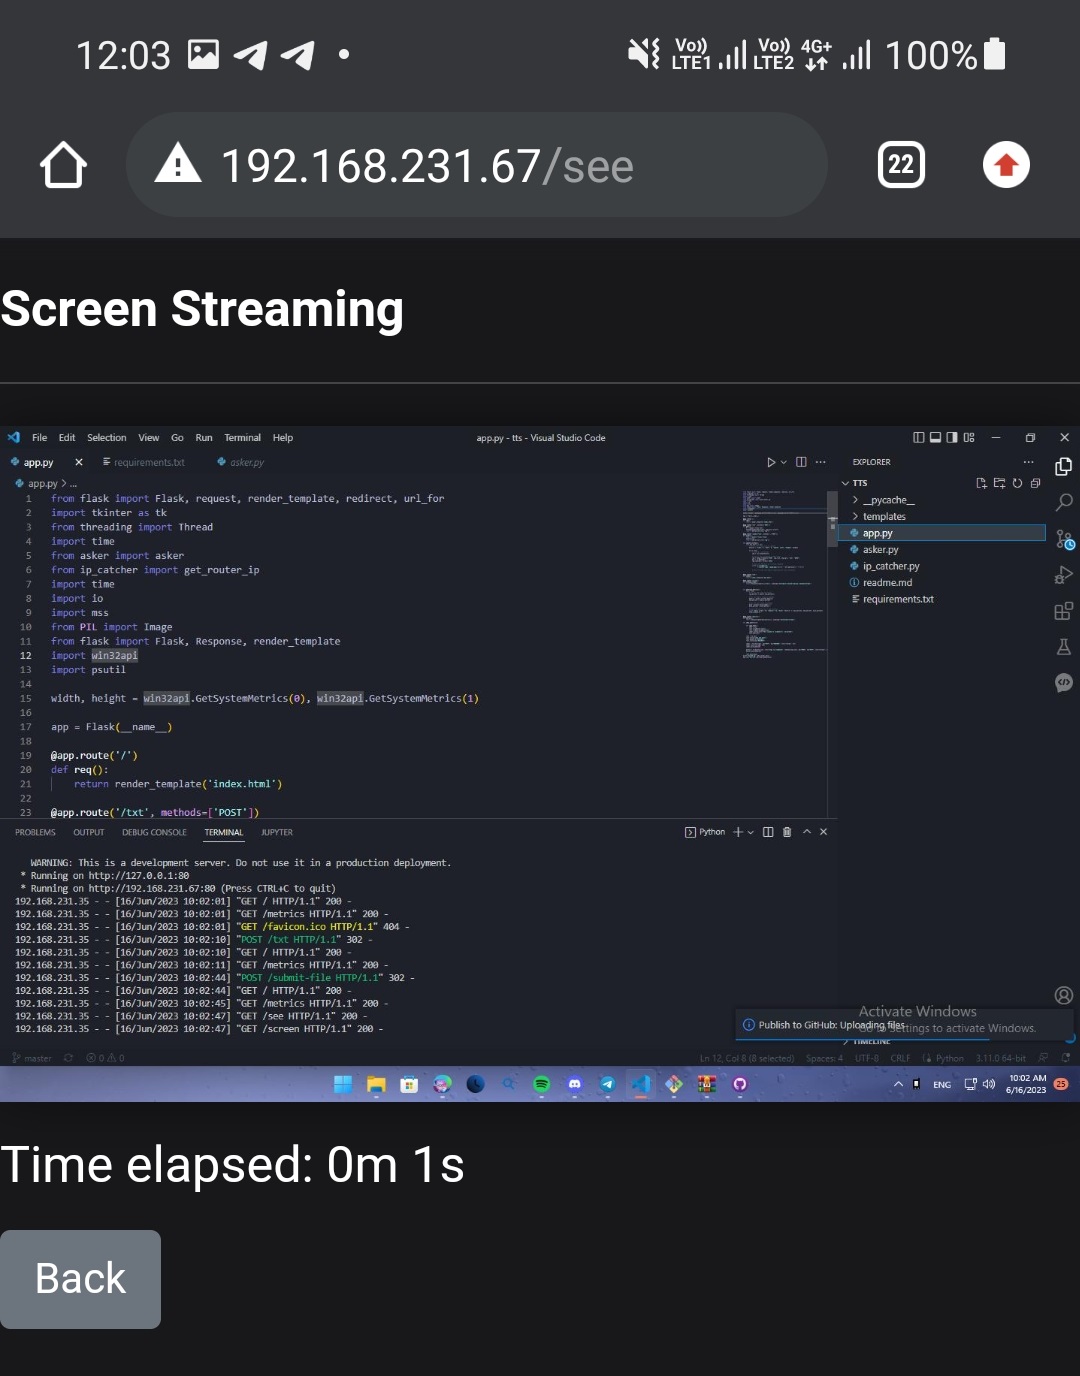 12:03
Vo)) LTE1 Vo)) LTE2 4G+ 100%
192.168.231.67/see
22
Screen Streaming
File Edit Selection View Go Run Terminal Help
app.py - tts - Visual Studio Code
app.py requirements.txt asker.py
app.py > ...
1 from flask import Flask, request, render_template, redirect, url_for
2 import tkinter as tk
3 from threading import Thread
4 import time
5 from asker import asker
6 from ip_catcher import get_router_ip
7 import time
8 import io
9 import mss
10 from PIL import Image
11 from flask import Flask, Response, render_template
12 import win32api
13 import psutil
14
15 width, height = win32api.GetSystemMetrics(0), win32api.GetSystemMetrics(1)
16
17 app = Flask(__name__)
18
19 @app.route('/')
20 def req():
21 return render_template('index.html')
22
23 @app.route('/txt', methods=['POST'])
EXPLORER
TTS
__pycache__
templates
app.py
asker.py
ip_catcher.py
readme.md
requirements.txt
PROBLEMS OUTPUT DEBUG CONSOLE TERMINAL JUPYTER
Python
WARNING: This is a development server. Do not use it in a production deployment.
* Running on http://127.0.0.1:80
* Running on http://192.168.231.67:80 (Press CTRL+C to quit)
192.168.231.35 - - [16/Jun/2023 10:02:01] "GET / HTTP/1.1" 200 -
192.168.231.35 - - [16/Jun/2023 10:02:01] "GET /metrics HTTP/1.1" 200 -
192.168.231.35 - - [16/Jun/2023 10:02:01] "GET /favicon.ico HTTP/1.1" 404 -
192.168.231.35 - - [16/Jun/2023 10:02:10] "POST /txt HTTP/1.1" 302 -
192.168.231.35 - - [16/Jun/2023 10:02:10] "GET / HTTP/1.1" 200 -
192.168.231.35 - - [16/Jun/2023 10:02:11] "GET /metrics HTTP/1.1" 200 -
192.168.231.35 - - [16/Jun/2023 10:02:44] "POST /submit-file HTTP/1.1" 302 -
192.168.231.35 - - [16/Jun/2023 10:02:44] "GET / HTTP/1.1" 200 -
192.168.231.35 - - [16/Jun/2023 10:02:45] "GET /metrics HTTP/1.1" 200 -
192.168.231.35 - - [16/Jun/2023 10:02:47] "GET /see HTTP/1.1" 200 -
192.168.231.35 - - [16/Jun/2023 10:02:47] "GET /screen HTTP/1.1" 200 -
Activate Windows
Go to Settings to activate Windows.
Publish to GitHub: Uploading files
TIMELINE
master 0 0
Ln 12, Col 8 (8 selected) Spaces: 4 UTF-8 CRLF Python 3.11.0 64-bit
ENG
10:02 AM
6/16/2023
25
Time elapsed: 0m 1s
Back